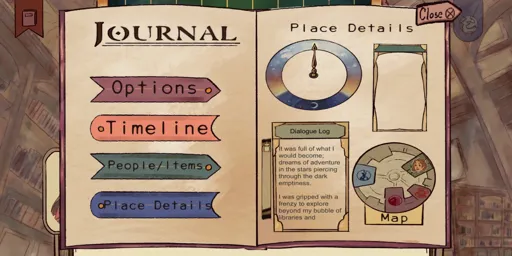 JOURNAL
Options
Timeline
People/Items
Place Details
Place Details
Close
Dialogue Log
It was full of what I
would become;
dreams of adventure
in the stars piercing
through the dark
emptiness.
I was gripped with a
frenzy to explore
beyond my bubble of
libraries and
Map